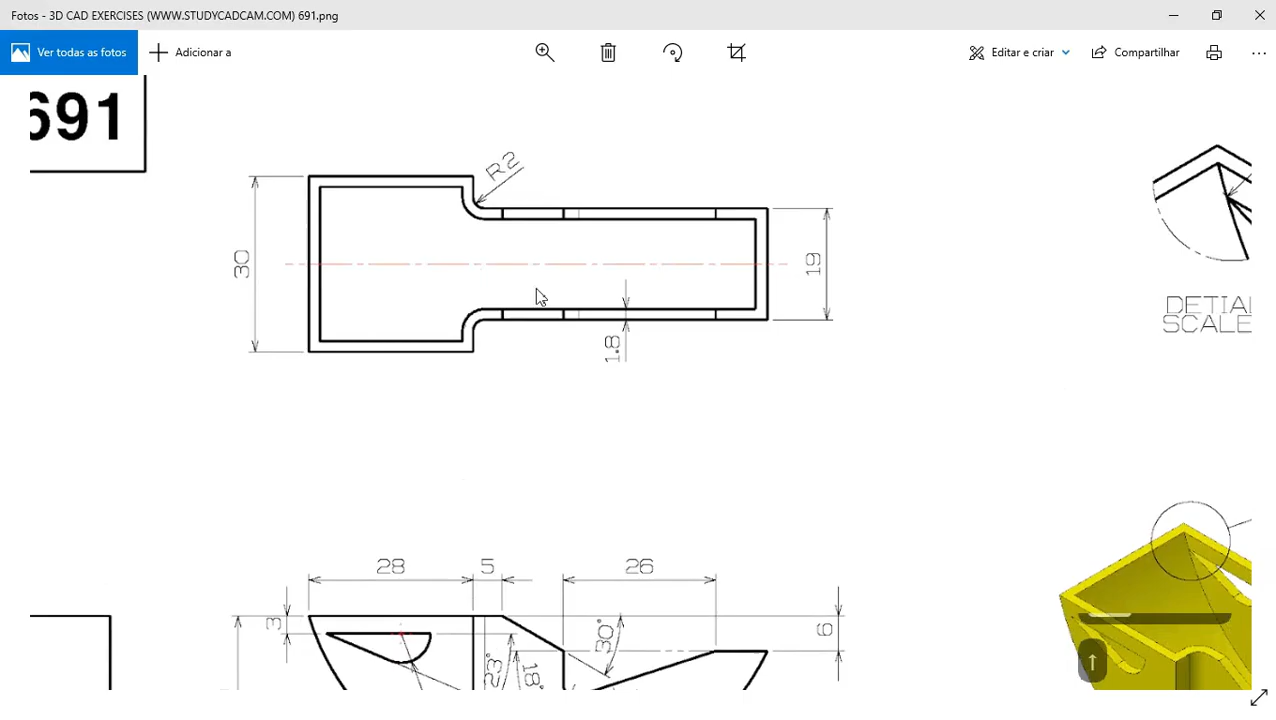 Fotos - 3D CAD EXERCISES (WWW.STUDYCADCAM.COM) 691.png
Ver todas as fotos
Adicionar a
Editar e criar
Compartilhar
691
R2
30
19
1.8
DETIAL
SCALE
28
5
26
3
30°
6
23°
18°